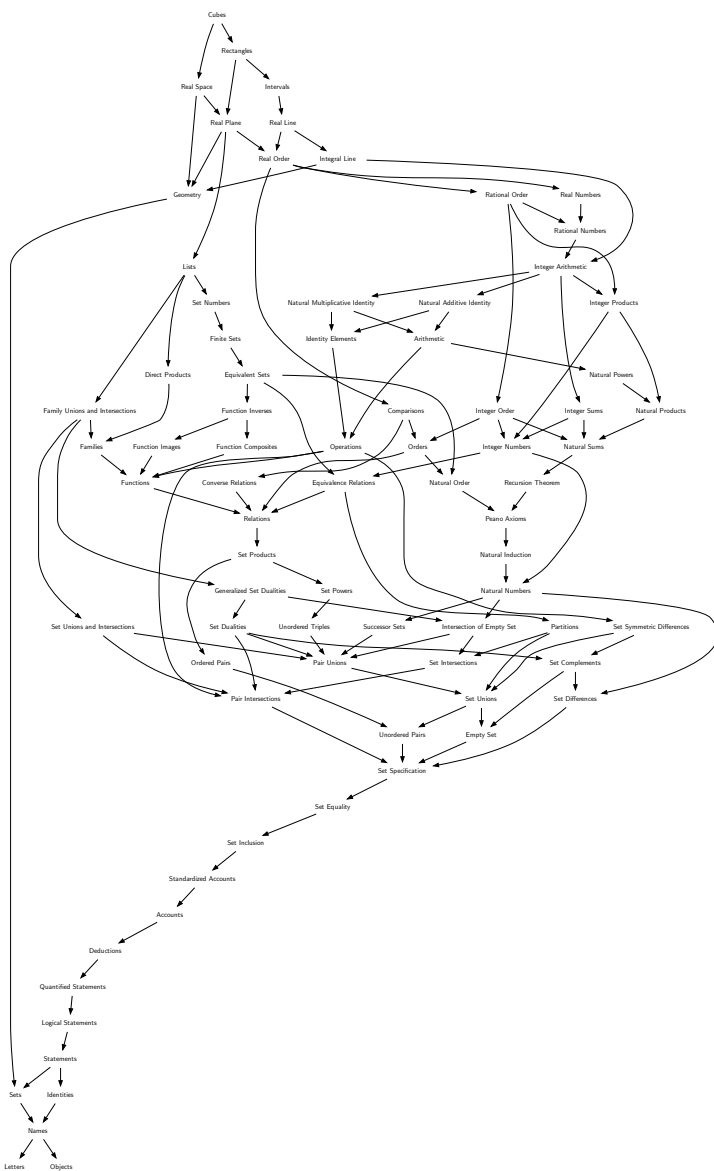 Cubes
Rectangles
Real Space
Intervals
Real Plane
Real Line
Real Order
Integral Line
Geometry
Rational Order
Real Numbers
Rational Numbers
Lists
Integer Arithmetic
Set Numbers
Natural Multiplicative Identity
Natural Additive Identity
Integer Products
Finite Sets
Identity Elements
Arithmetic
Direct Products
Equivalent Sets
Natural Powers
Family Unions and Intersections
Function Inverses
Comparisons
Integer Order
Integer Sums
Natural Products
Families
Function Images
Function Composites
Operations
Orders
Integer Numbers
Natural Sums
Functions
Converse Relations
Equivalence Relations
Natural Order
Recursion Theorem
Relations
Peano Axioms
Set Products
Natural Induction
Generalized Set Dualities
Set Powers
Natural Numbers
Set Unions and Intersections
Set Dualities
Unordered Triples
Successor Sets
Intersection of Empty Set
Partitions
Set Symmetric Differences
Ordered Pairs
Pair Unions
Set Intersections
Set Complements
Pair Intersections
Set Unions
Set Differences
Unordered Pairs
Empty Set
Set Specification
Set Equality
Set Inclusion
Standardized Accounts
Accounts
Deductions
Quantified Statements
Logical Statements
Statements
Sets
Identities
Names
Letters
Objects